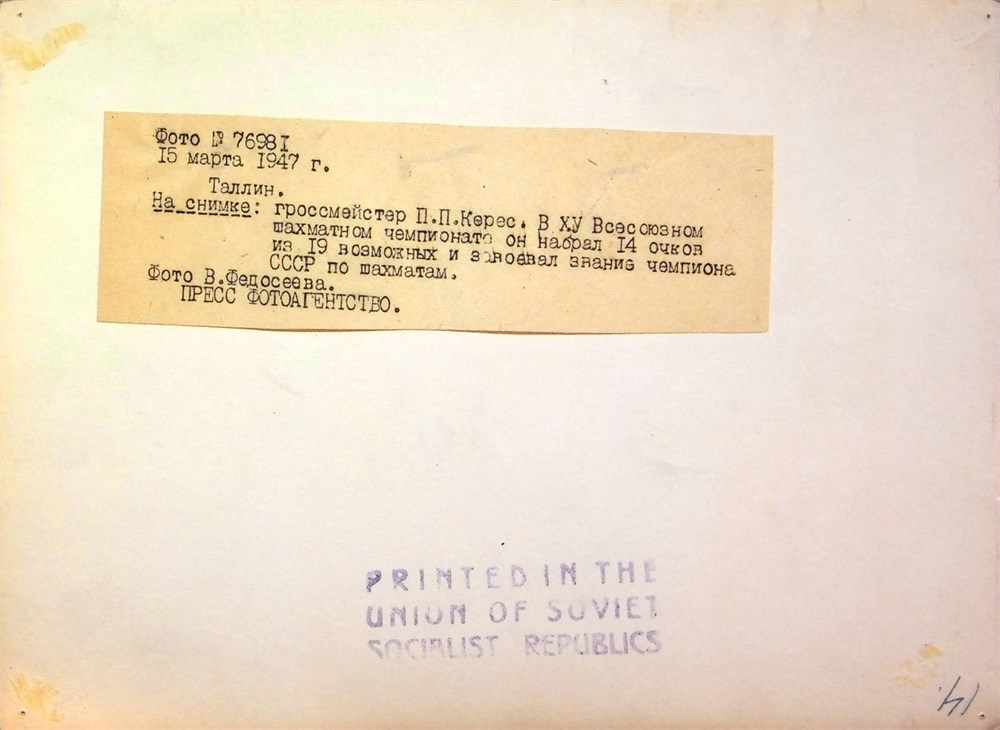 Фото № 76981
15 марта 1947 г.
Таллин.
На снимке: гроссмейстер П.П.Керес. В ХУ Всесоюзном
шахматном чемпионате он набрал 14 очков
из 19 возможных и завоевал звание чемпиона
СССР по шахматам.
Фото В.Федосеева.
ПРЕСС ФОТОАГЕНТСТВО.
PRINTED IN THE
UNION OF SOVIET
SOCIALIST REPUBLICS
14.